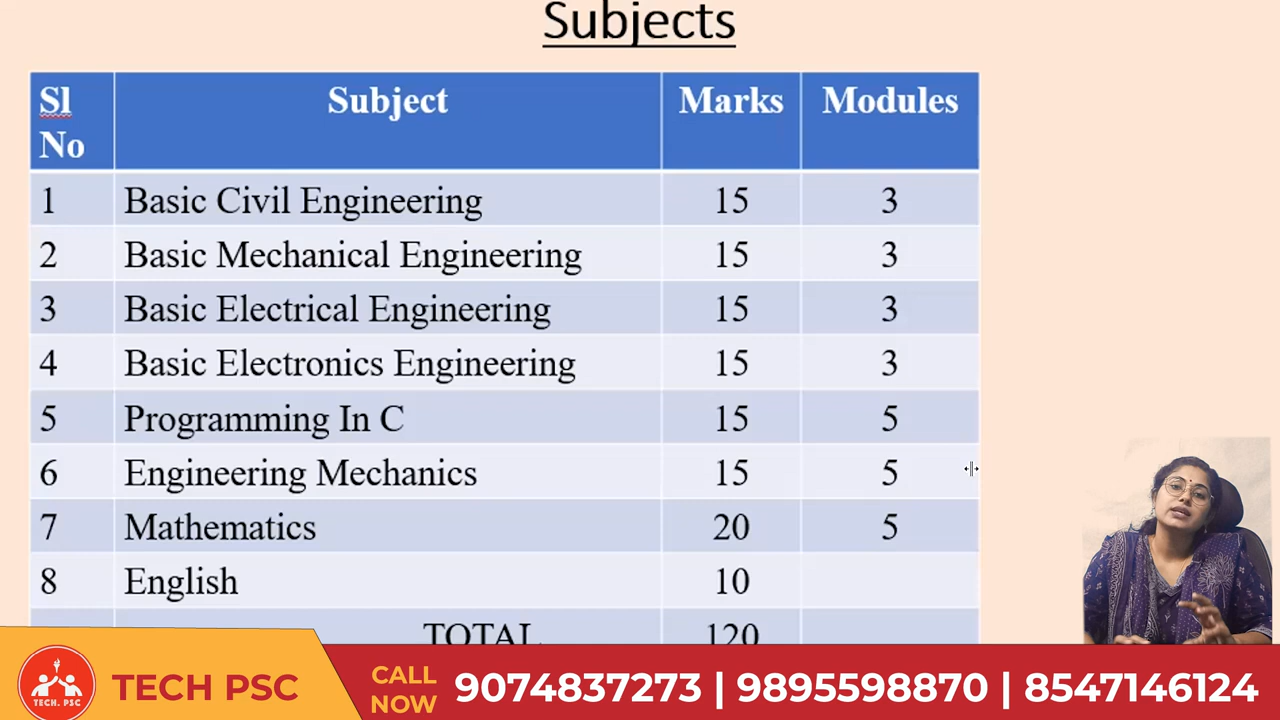 Subjects
Sl No Subject Marks Modules
1 Basic Civil Engineering 15 3
2 Basic Mechanical Engineering 15 3
3 Basic Electrical Engineering 15 3
4 Basic Electronics Engineering 15 3
5 Programming In C 15 5
6 Engineering Mechanics 15 5
7 Mathematics 20 5
8 English 10
TOTAL 120
TECH. PSC
TECH PSC
CALL NOW
9074837273 | 9895598870 | 8547146124